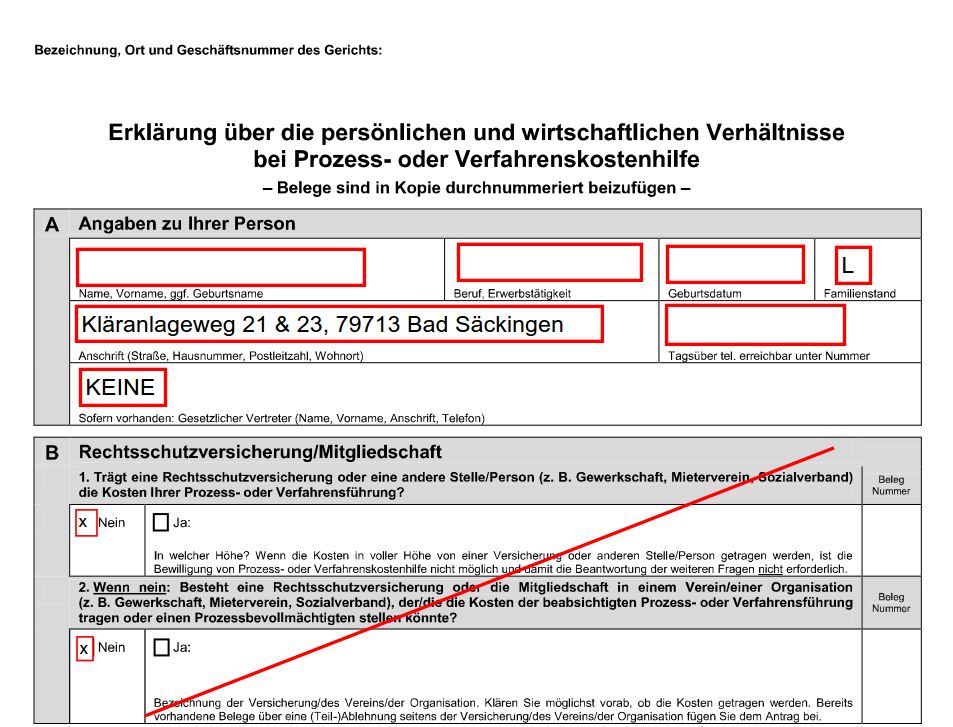 Bezeichnung, Ort und Geschäftsnummer des Gerichts:
Erklärung über die persönlichen und wirtschaftlichen Verhältnisse
bei Prozess- oder Verfahrenskostenhilfe
– Belege sind in Kopie durchnummeriert beizufügen –
A Angaben zu Ihrer Person
L
Name, Vorname, ggf. Geburtsname Beruf, Erwerbstätigkeit Geburtsdatum Familienstand
Kläranlageweg 21 & 23, 79713 Bad Säckingen
Anschrift (Straße, Hausnummer, Postleitzahl, Wohnort) Tagsüber tel. erreichbar unter Nummer
KEINE
Sofern vorhanden: Gesetzlicher Vertreter (Name, Vorname, Anschrift, Telefon)
B Rechtsschutzversicherung/Mitgliedschaft
1. Trägt eine Rechtsschutzversicherung oder eine andere Stelle/Person (z. B. Gewerkschaft, Mieterverein, Sozialverband)
die Kosten Ihrer Prozess- oder Verfahrensführung?
Beleg
Nummer
x Nein Ja:
In welcher Höhe? Wenn die Kosten in voller Höhe von einer Versicherung oder anderen Stelle/Person getragen werden, ist die
Bewilligung von Prozess- oder Verfahrenskostenhilfe nicht möglich und damit die Beantwortung der weiteren Fragen nicht erforderlich.
2. Wenn nein: Besteht eine Rechtsschutzversicherung oder die Mitgliedschaft in einem Verein/einer Organisation
(z. B. Gewerkschaft, Mieterverein, Sozialverband), der/die die Kosten der beabsichtigten Prozess- oder Verfahrensführung
tragen oder einen Prozessbevollmächtigten stellen könnte?
Beleg
Nummer
x Nein Ja:
Bezeichnung der Versicherung/des Vereins/der Organisation. Klären Sie möglichst vorab, ob die Kosten getragen werden. Bereits
vorhandene Belege über eine (Teil-)Ablehnung seitens der Versicherung/des Vereins/der Organisation fügen Sie dem Antrag bei.